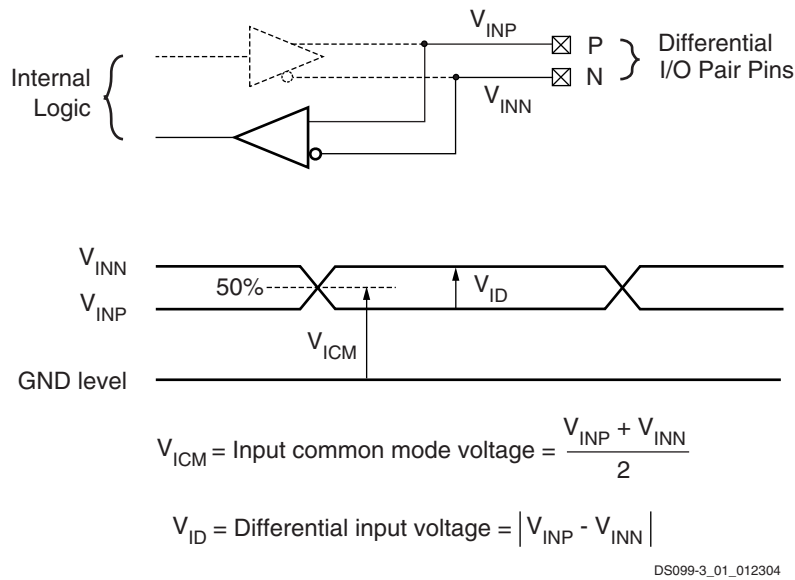 V_INP
P
Differential
I/O Pair Pins
N
Internal
Logic
V_INN
V_INN
50%
V_ID
V_INP
V_ICM
GND level
V_ICM = Input common mode voltage = (V_INP + V_INN) / 2
V_ID = Differential input voltage = |V_INP - V_INN|
DS099-3_01_012304